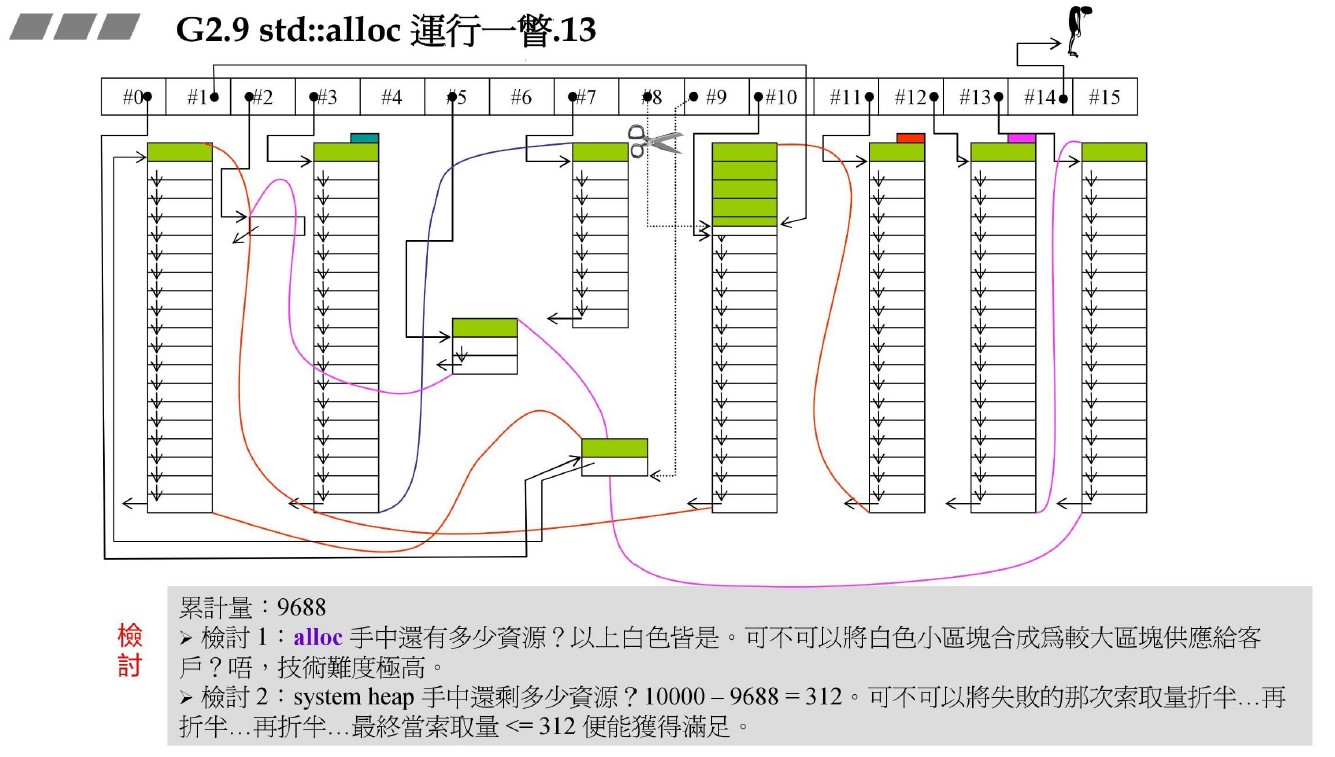 G2.9 std::alloc 運行一瞥.13
#0 #1 #2 #3 #4 #5 #6 #7 #8 #9 #10 #11 #12 #13 #14 #15
檢
討
累計量：9688
➢ 檢討 1：alloc 手中還有多少資源？以上白色皆是。可不可以將白色小區塊合成為較大區塊供應給客
戶？唔，技術難度極高。
➢ 檢討 2：system heap 手中還剩多少資源？10000 – 9688 = 312。可不可以將失敗的那次索取量折半…再
折半…再折半…最終當索取量 <= 312 便能獲得滿足。